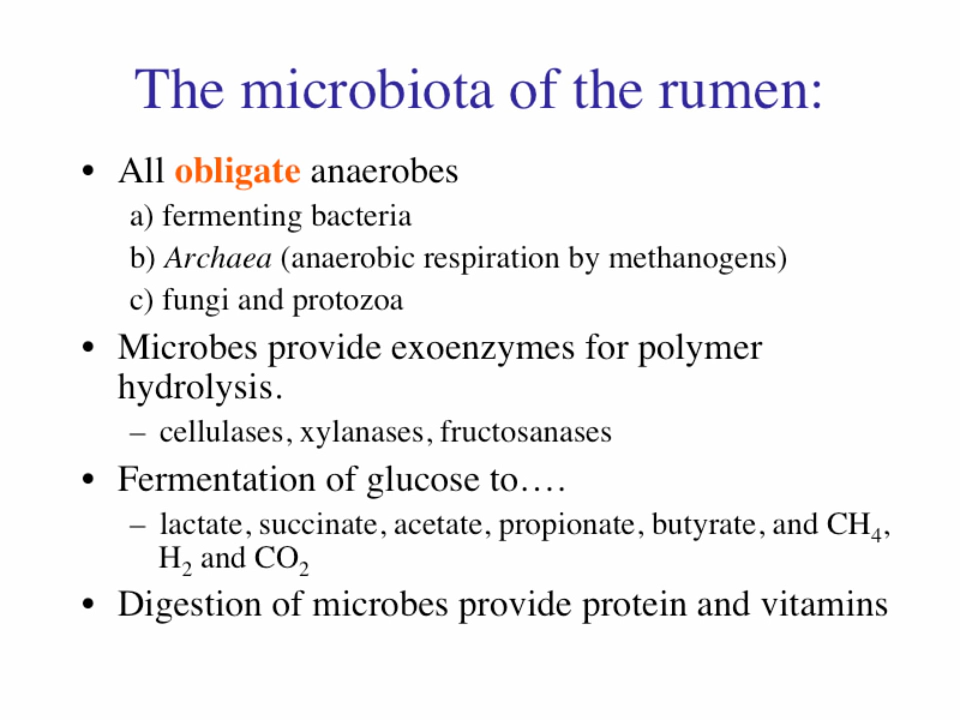 The microbiota of the rumen:
• All obligate anaerobes
a) fermenting bacteria
b) Archaea (anaerobic respiration by methanogens)
c) fungi and protozoa
• Microbes provide exoenzymes for polymer
hydrolysis.
– cellulases, xylanases, fructosanases
• Fermentation of glucose to….
– lactate, succinate, acetate, propionate, butyrate, and CH₄,
H₂ and CO₂
• Digestion of microbes provide protein and vitamins